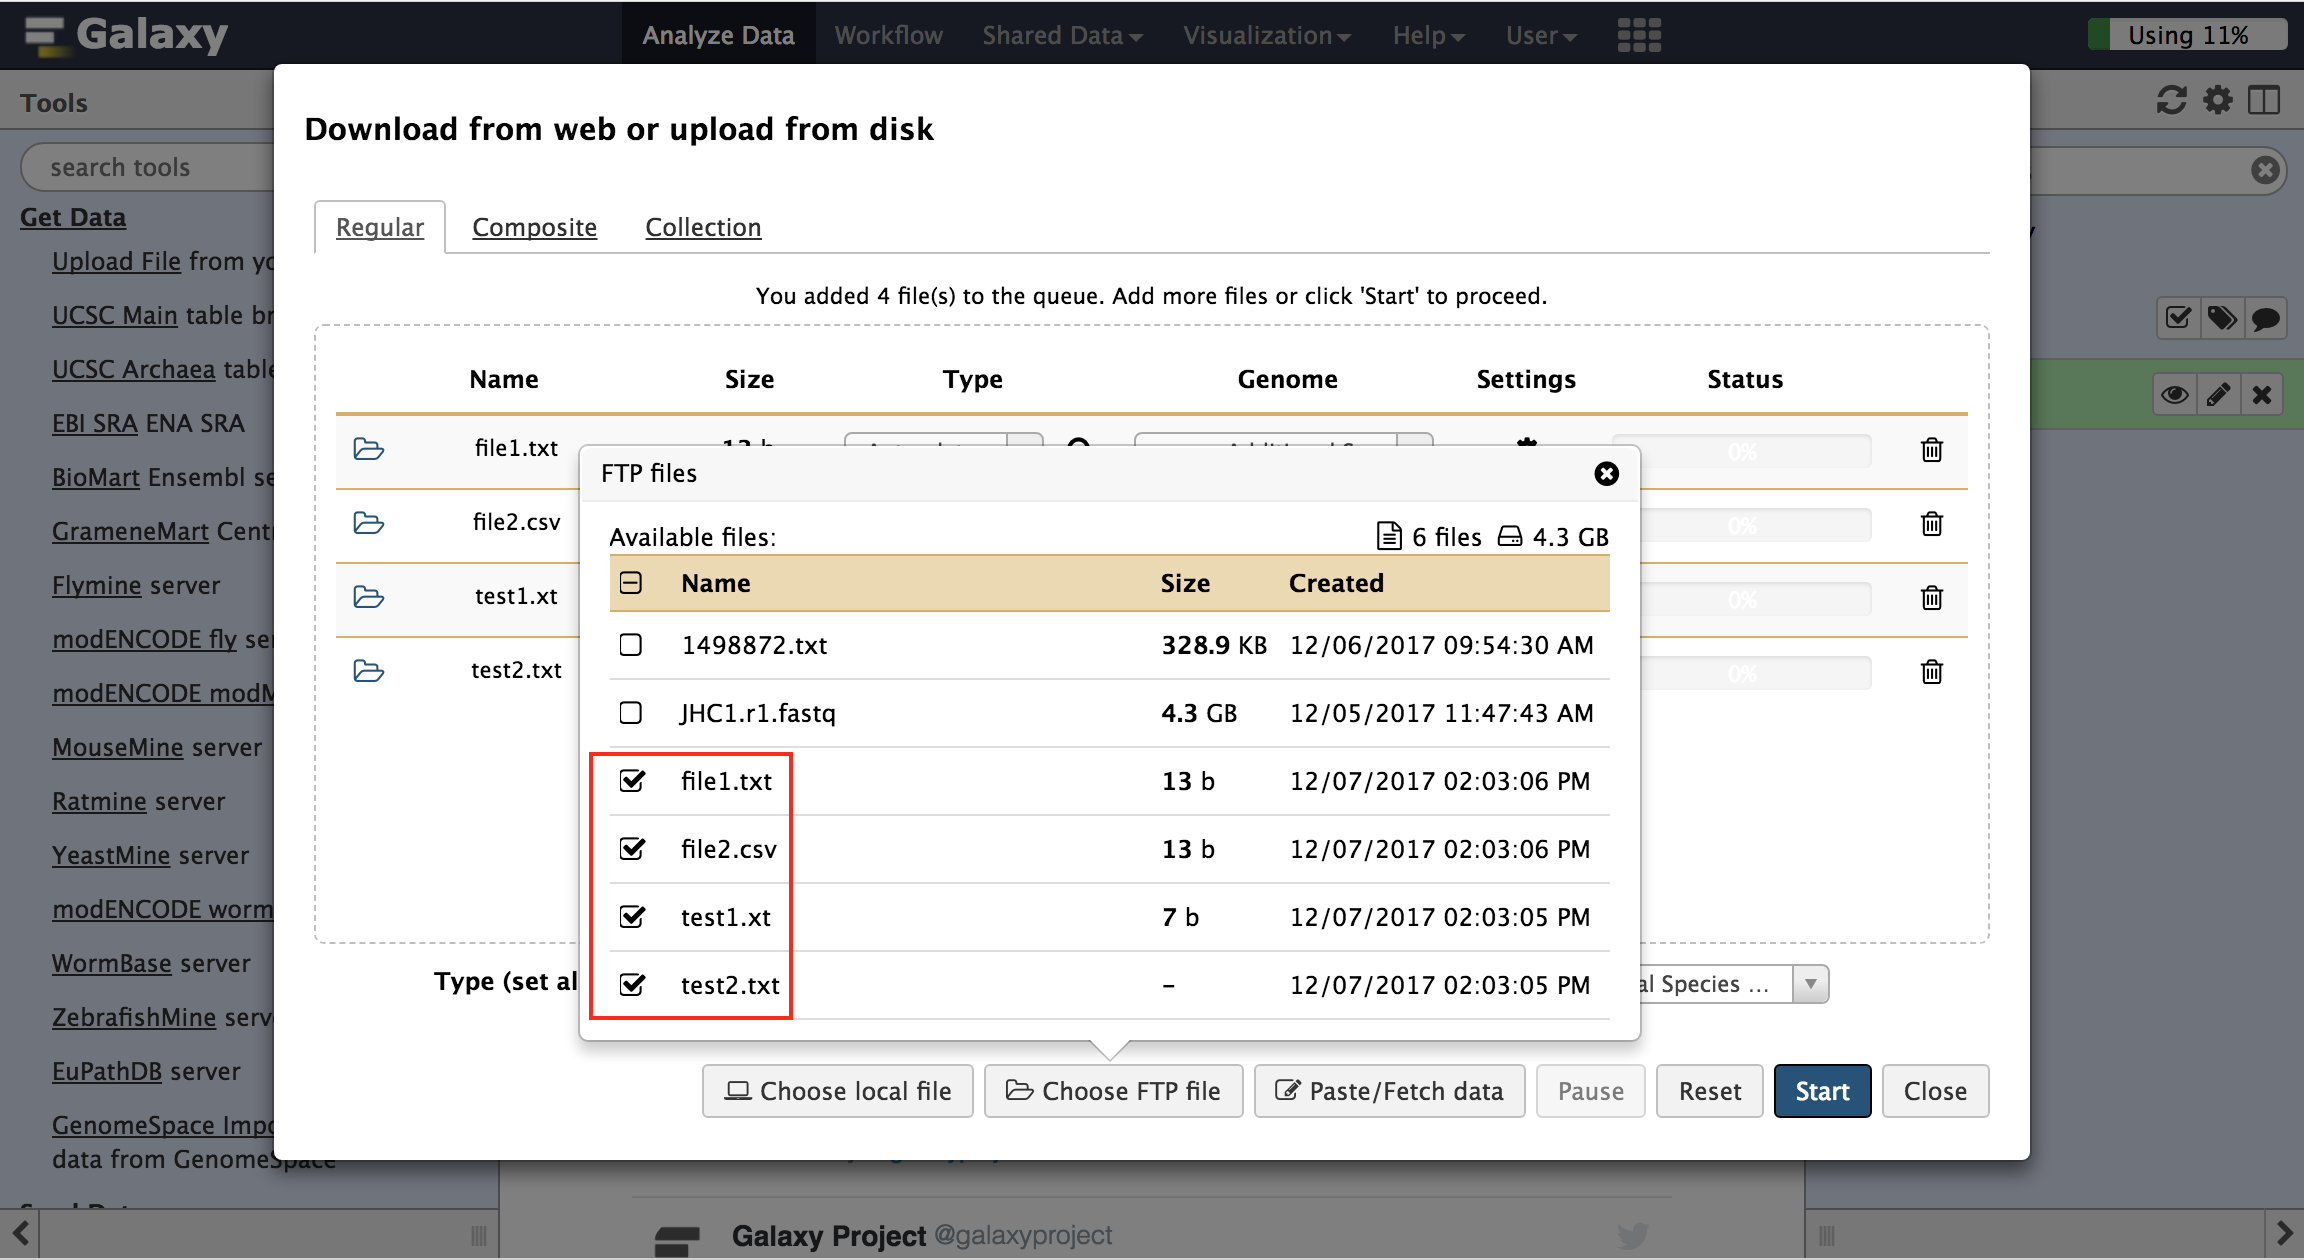 Galaxy
Analyze Data Workflow Shared Data Visualization Help User
Using 11%
Tools
search tools
Get Data
Upload File from yo
UCSC Main table br
UCSC Archaea table
EBI SRA ENA SRA
BioMart Ensembl se
GrameneMart Centr
Flymine server
modENCODE fly ser
modENCODE modM
MouseMine server
Ratmine server
YeastMine server
modENCODE worm
WormBase server
ZebrafishMine serv
EuPathDB server
GenomeSpace Impo
data from GenomeSpace
Download from web or upload from disk
Regular Composite Collection
You added 4 file(s) to the queue. Add more files or click 'Start' to proceed.
Name Size Type Genome Settings Status
file1.txt 0%
file2.csv 0%
test1.xt 0%
test2.txt 0%
FTP files
Available files: 6 files 4.3 GB
Name Size Created
1498872.txt 328.9 KB 12/06/2017 09:54:30 AM
JHC1.r1.fastq 4.3 GB 12/05/2017 11:47:43 AM
file1.txt 13 b 12/07/2017 02:03:06 PM
file2.csv 13 b 12/07/2017 02:03:06 PM
test1.xt 7 b 12/07/2017 02:03:05 PM
test2.txt – 12/07/2017 02:03:05 PM
Type (set al
al Species ...
Choose local file Choose FTP file Paste/Fetch data Pause Reset Start Close
Galaxy Project @galaxyproject